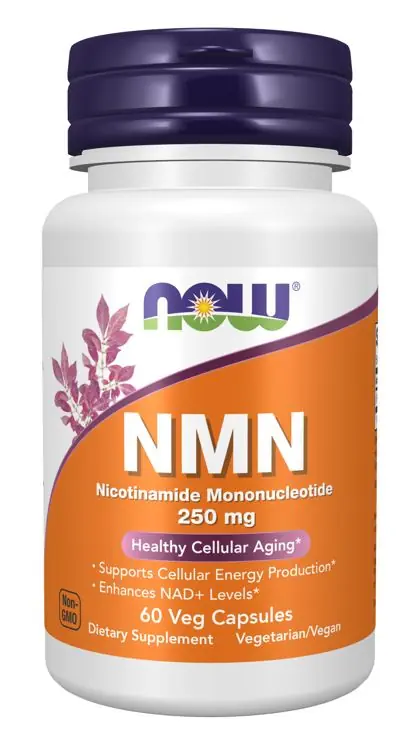 NOW®
NMN
Nicotinamide Mononucleotide
250 mg
Healthy Cellular Aging*
• Supports Cellular Energy Production*
• Enhances NAD+ Levels*
60 Veg Capsules
Non-
GMO
Dietary Supplement Vegetarian/Vegan